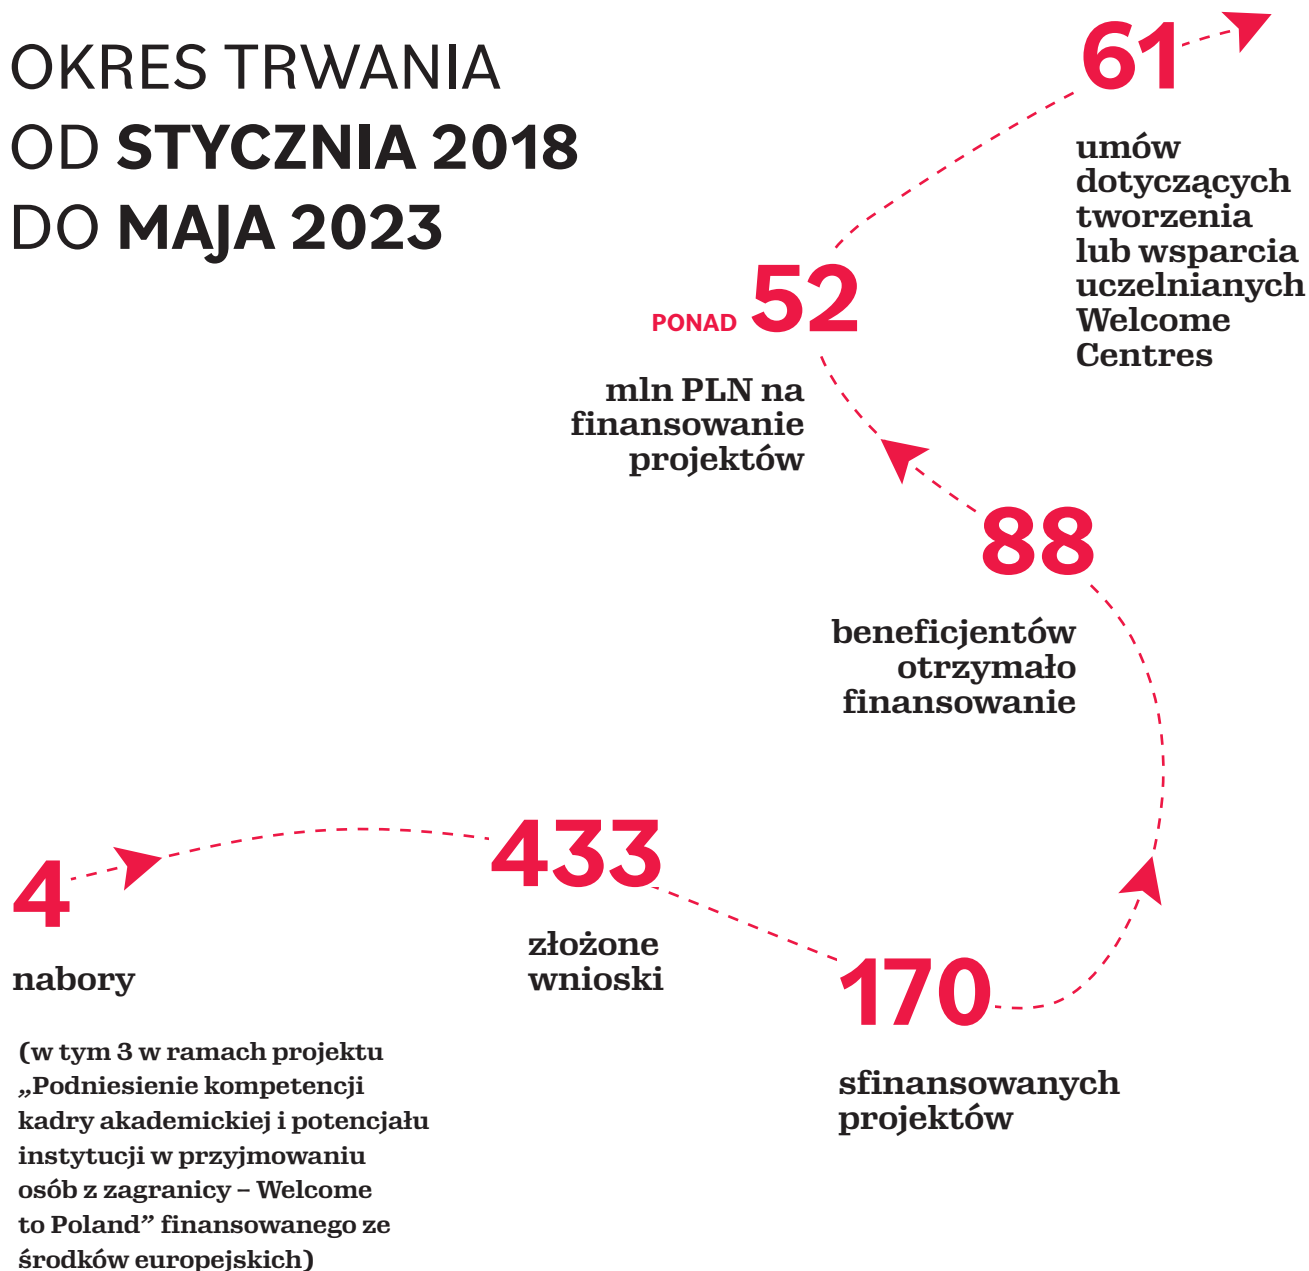 OKRES TRWANIA
OD STYCZNIA 2018
DO MAJA 2023
61
umów
dotyczących
tworzenia
lub wsparcia
uczelnianych
Welcome
Centres
PONAD 52
mln PLN na
finansowanie
projektów
88
beneficjentów
otrzymało
finansowanie
4
nabory
(w tym 3 w ramach projektu
„Podniesienie kompetencji
kadry akademickiej i potencjału
instytucji w przyjmowaniu
osób z zagranicy – Welcome
to Poland” finansowanego ze
środków europejskich)
433
złożone
wnioski
170
sfinansowanych
projektów